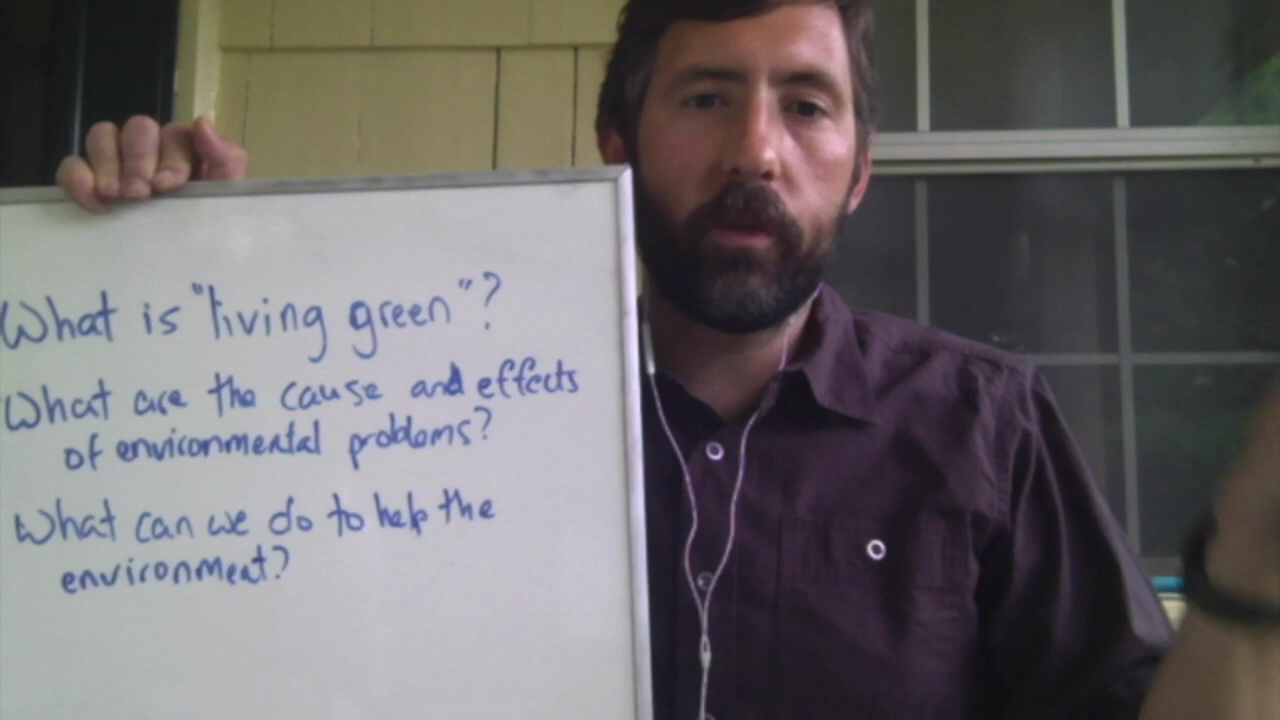 What is "living green"?
What are the cause and effects
of environmental problems?
What can we do to help the
environment?